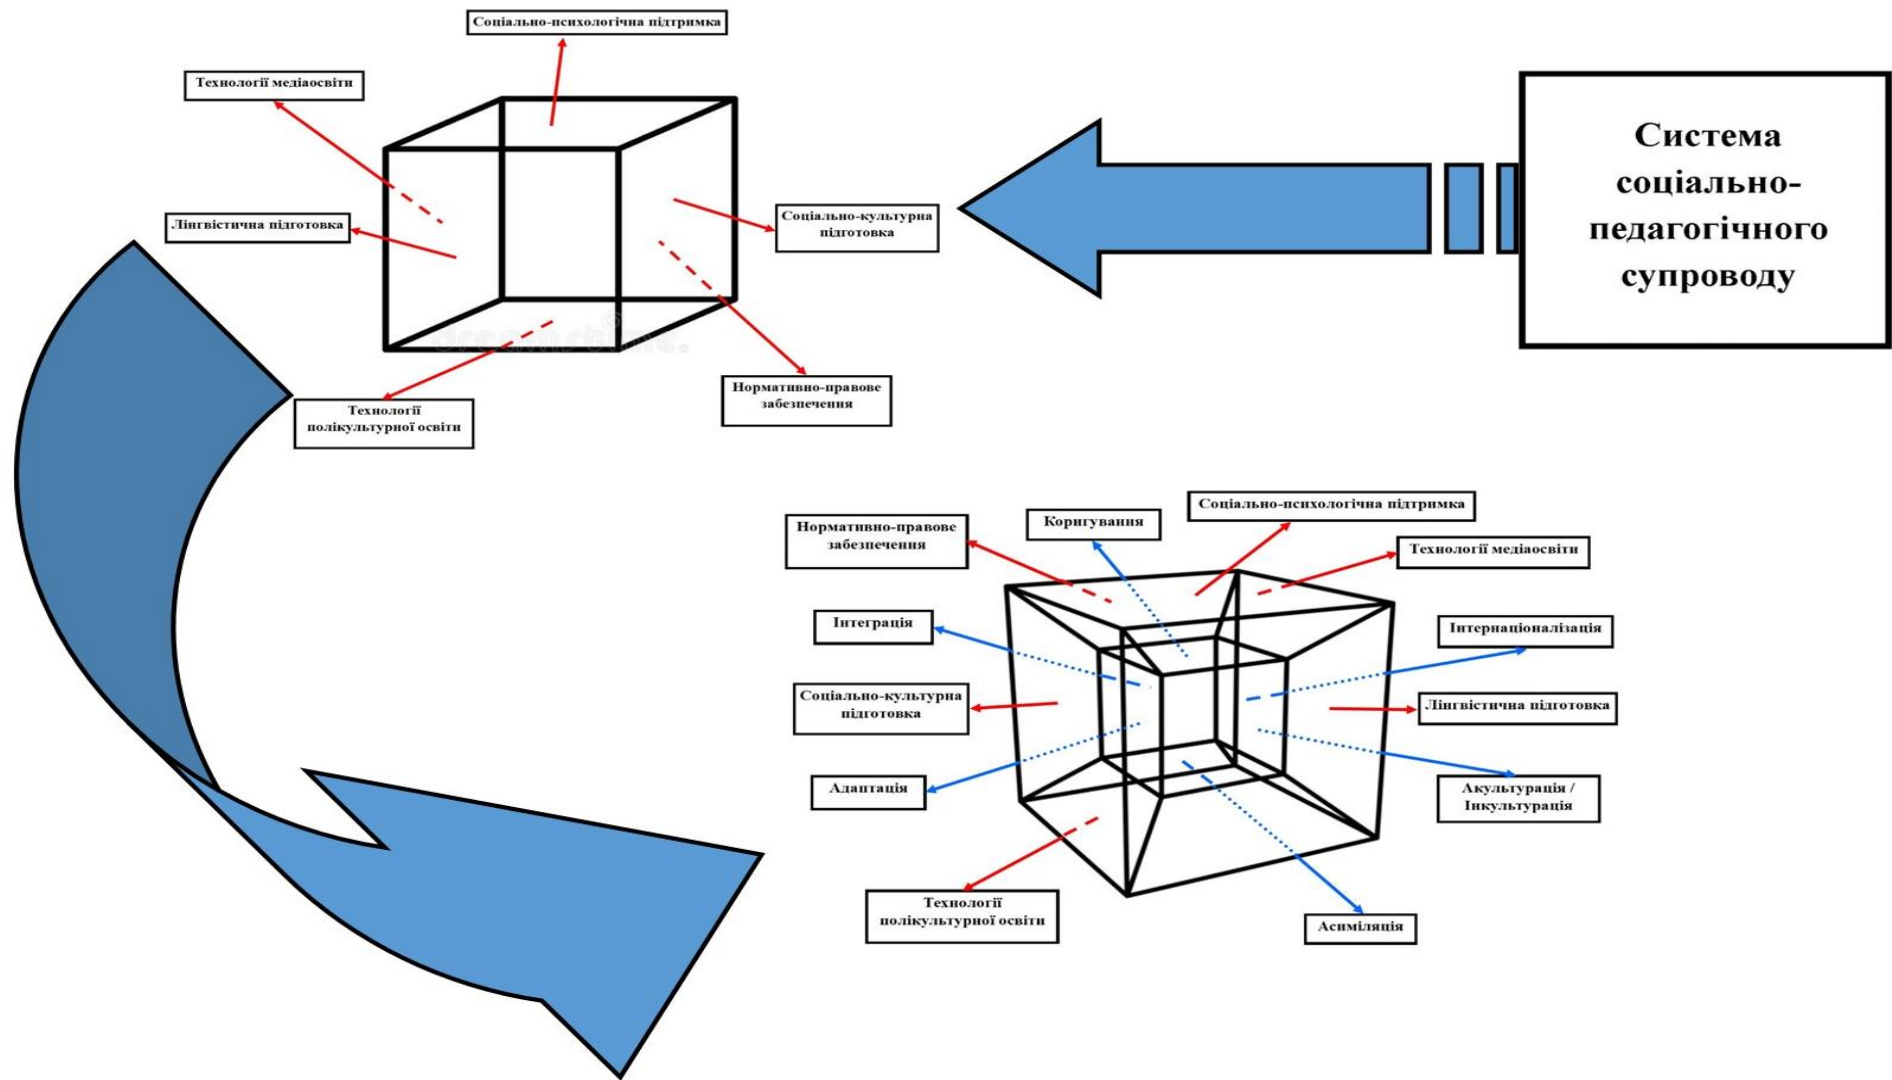 Соціально-психологічна підтримка
Технології медіаосвіти
Лінгвістична підготовка
Соціально-культурна
підготовка
Нормативно-правове
забезпечення
Технології
полікультурної освіти
Система
соціально-
педагогічного
супроводу
Соціально-психологічна підтримка
Коригування
Нормативно-правове
забезпечення
Технології медіаосвіти
Інтеграція
Інтернаціоналізація
Соціально-культурна
підготовка
Лінгвістична підготовка
Адаптація
Акультурація /
Інкультурація
Технології
полікультурної освіти
Асиміляція